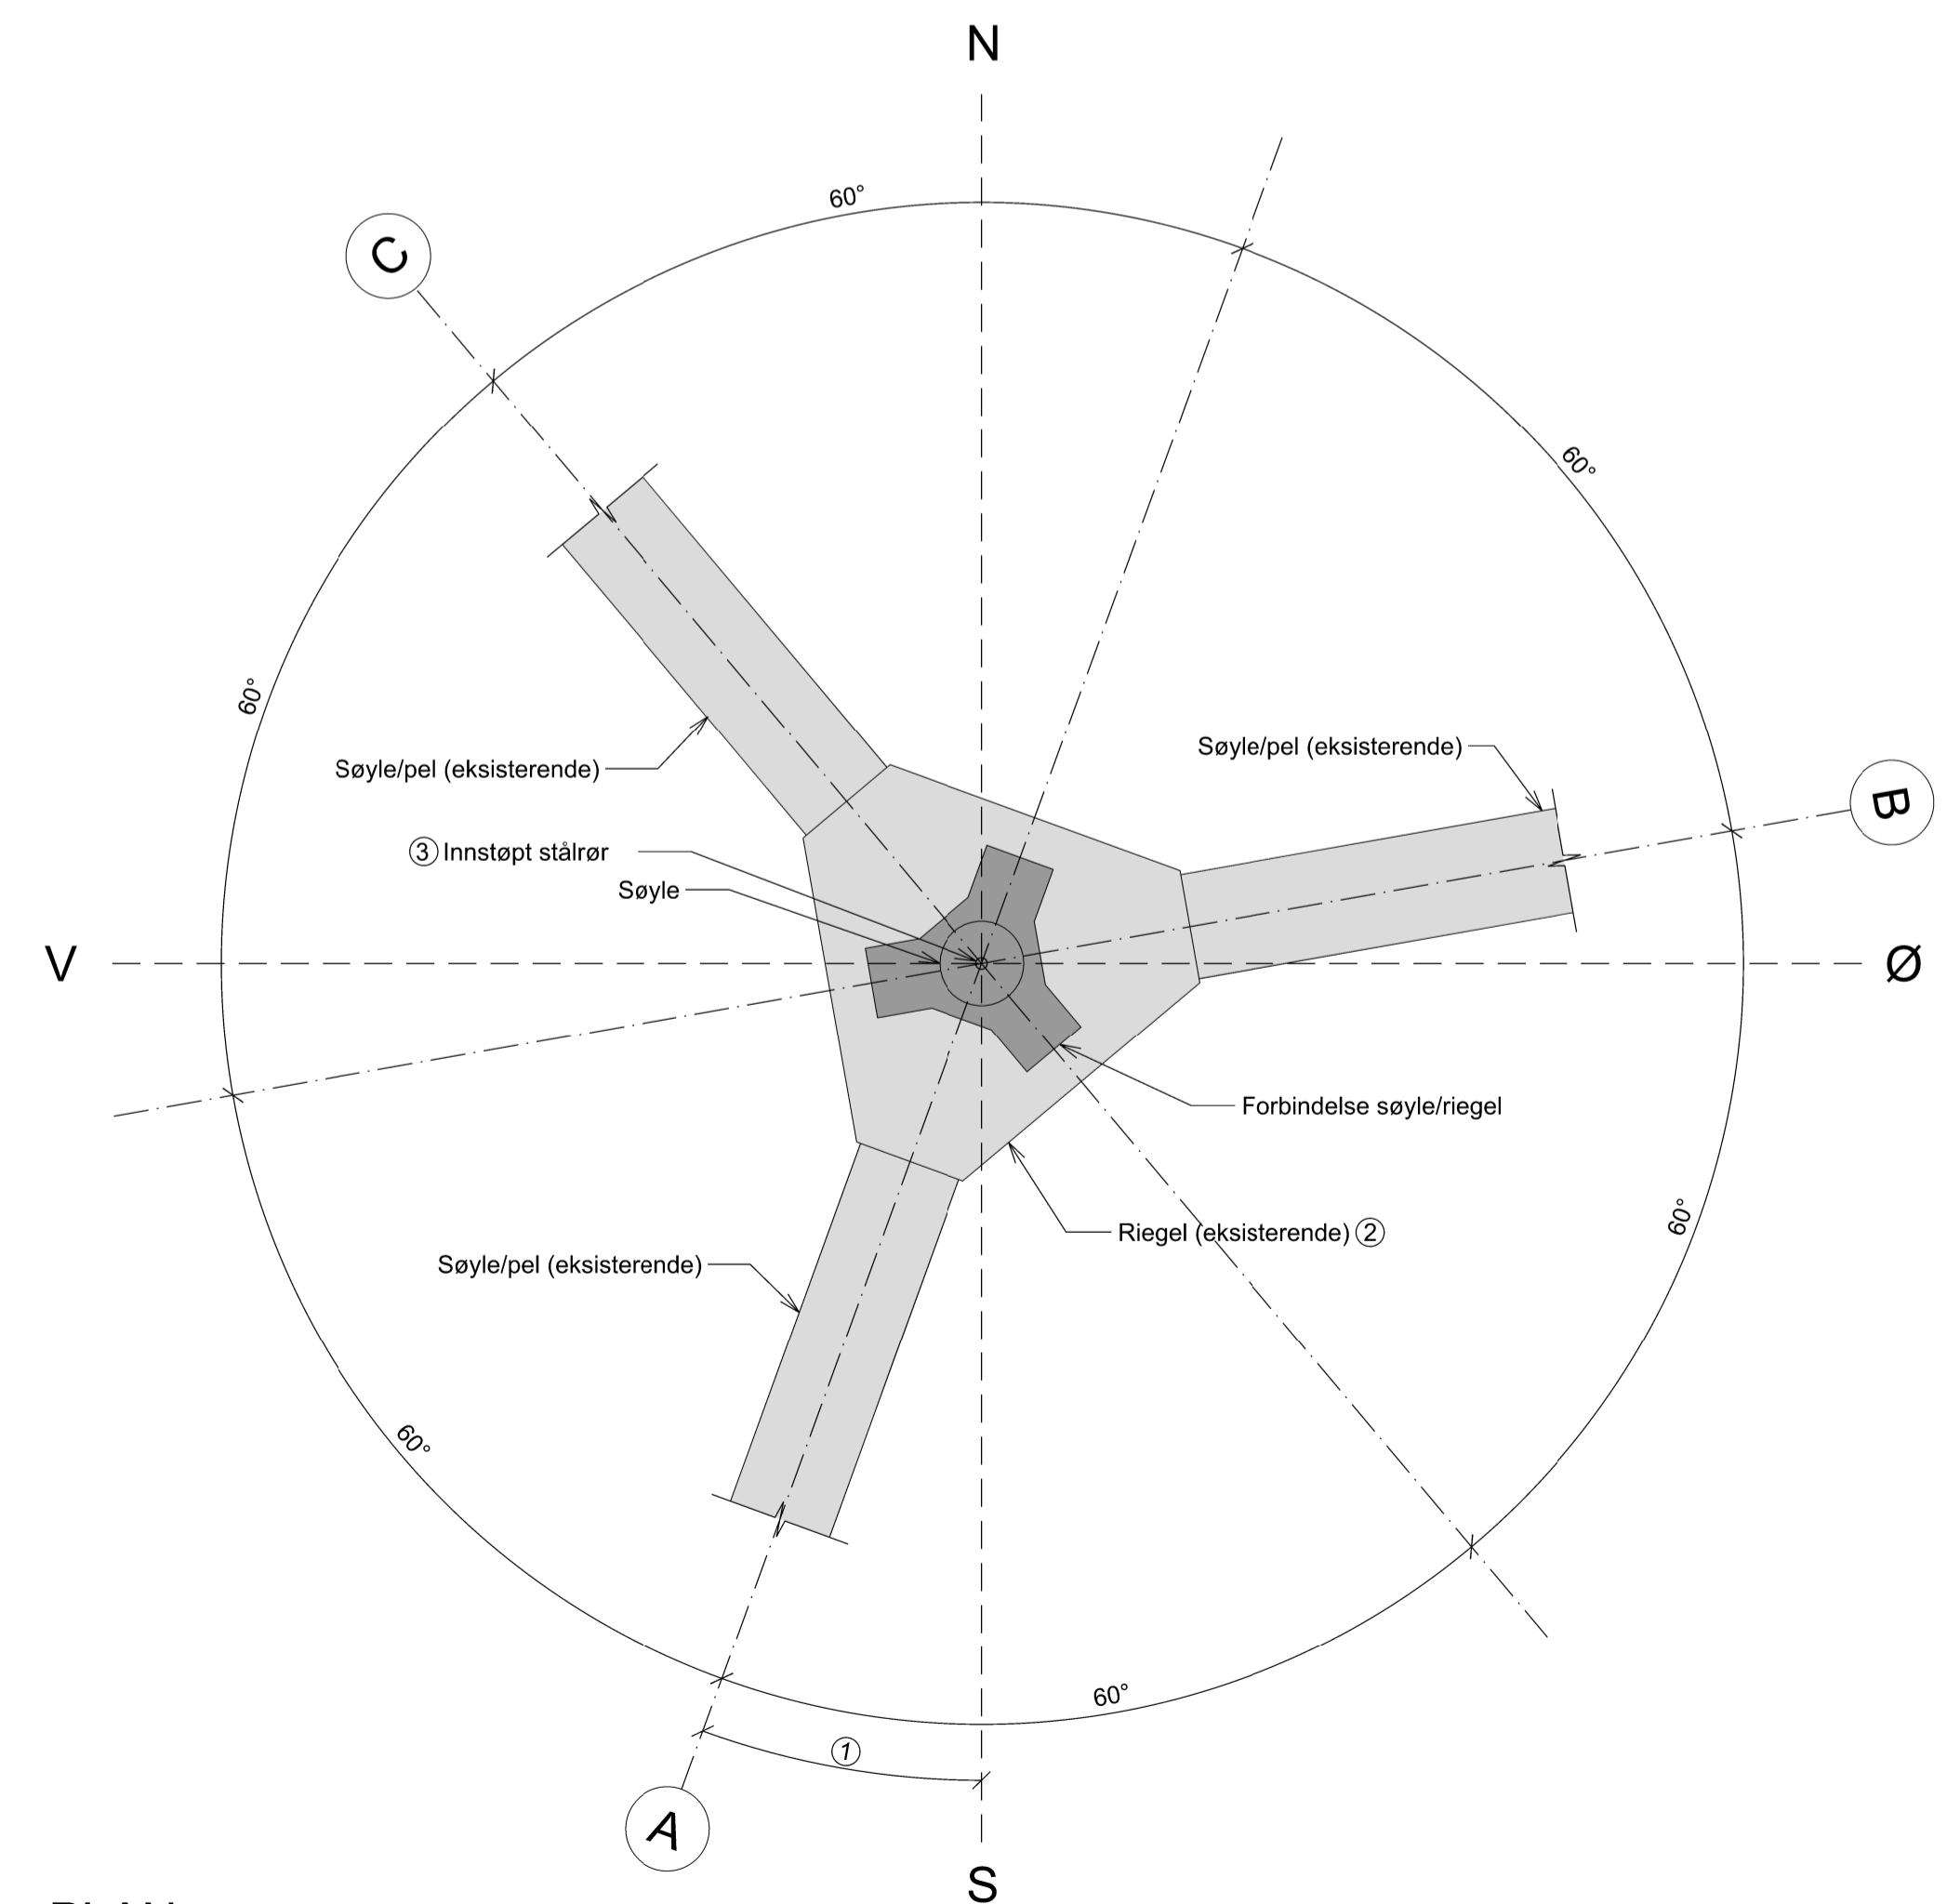 N
60°
C
60°
60°
Søyle/pel (eksisterende)
Søyle/pel (eksisterende)
B
③ Innstøpt stålrør
Søyle
V
Ø
Forbindelse søyle/riegel
Riegel (eksisterende) ②
60°
Søyle/pel (eksisterende)
60°
60°
①
A
S